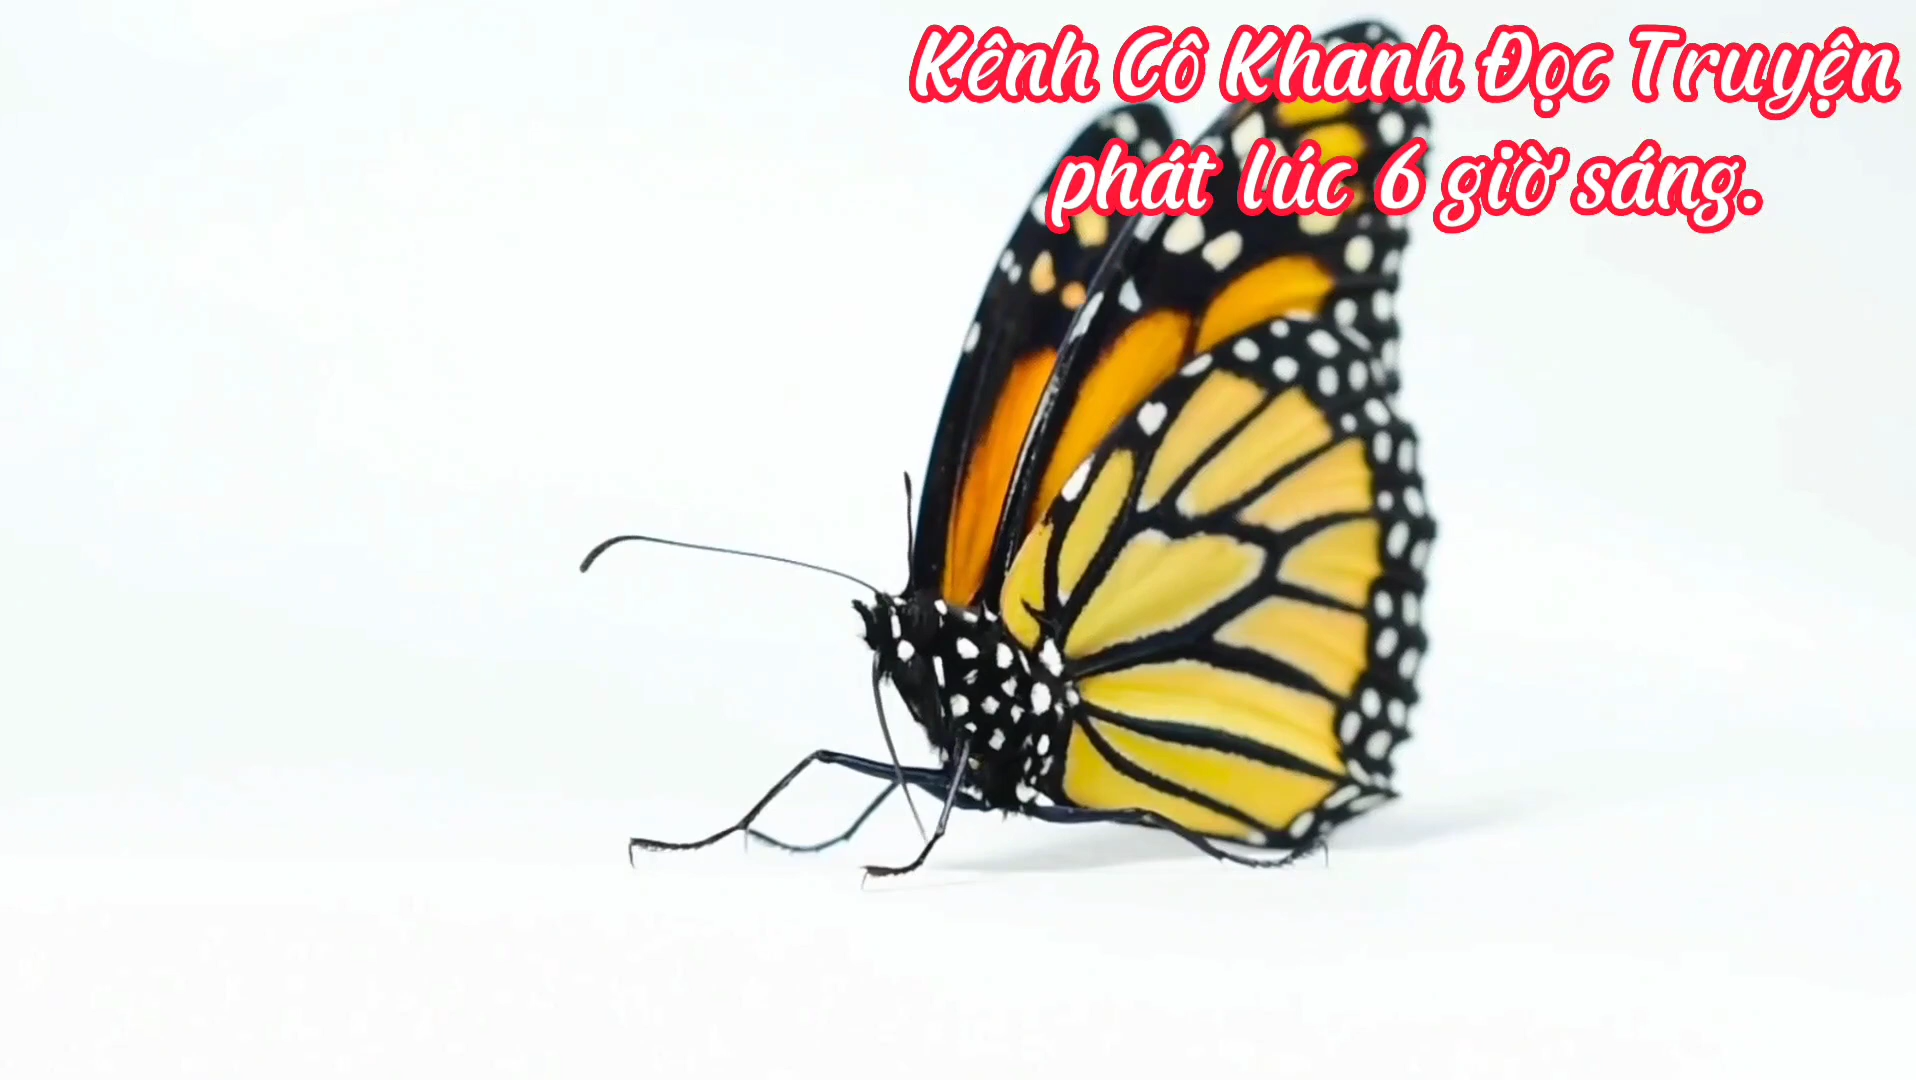 Kênh Cô Khanh Đọc Truyện
phát lúc 6 giờ sáng.